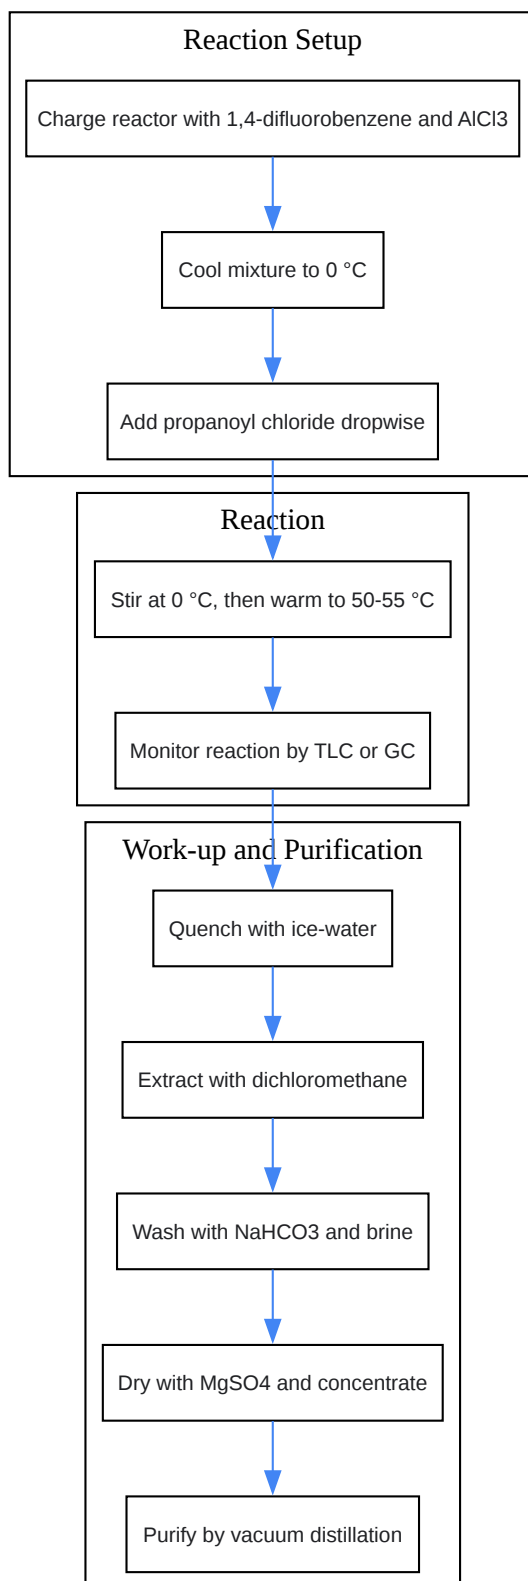 Reaction Setup
Charge reactor with 1,4-difluorobenzene and AlCl3
Cool mixture to 0 °C
Add propanoyl chloride dropwise
Reaction
Stir at 0 °C, then warm to 50-55 °C
Monitor reaction by TLC or GC
Work-up and Purification
Quench with ice-water
Extract with dichloromethane
Wash with NaHCO3 and brine
Dry with MgSO4 and concentrate
Purify by vacuum distillation